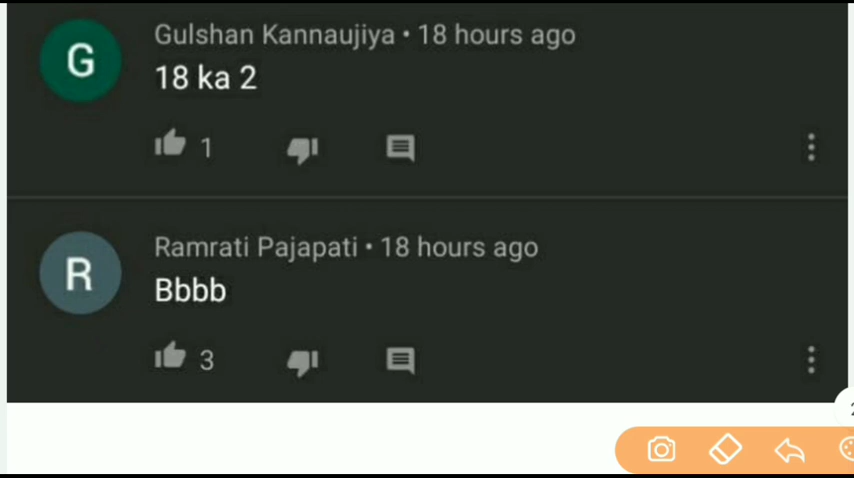 G
Gulshan Kannaujiya • 18 hours ago
18 ka 2
1
R
Ramrati Pajapati • 18 hours ago
Bbbb
3